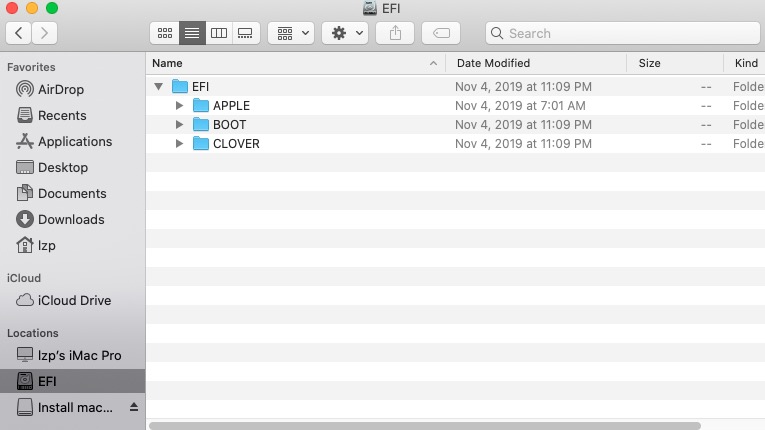 EFI
Search
Favorites
AirDrop
Recents
Applications
Desktop
Documents
Downloads
lzp
iCloud
iCloud Drive
Locations
lzp's iMac Pro
EFI
Install mac...
Name Date Modified Size Kind
EFI Nov 4, 2019 at 11:09 PM -- Folde
APPLE Nov 4, 2019 at 7:01 AM -- Folde
BOOT Nov 4, 2019 at 11:09 PM -- Folde
CLOVER Nov 4, 2019 at 11:09 PM -- Folde